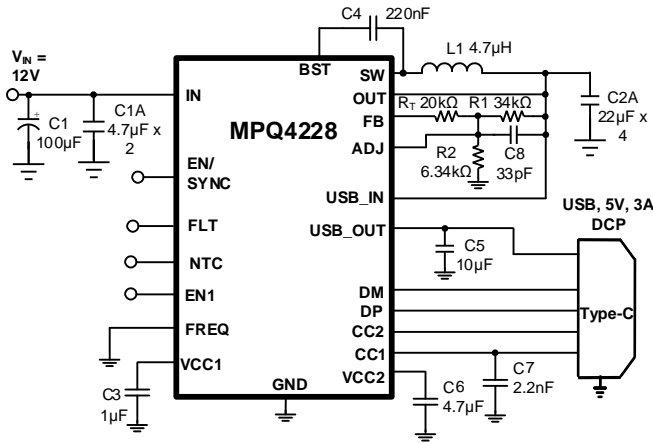 C4
220nF
L1 4.7µH
V_IN =
12V
BST
SW
IN
OUT
FB
ADJ
R_T 20kΩ
R1 34kΩ
C1
100µF
C1A
4.7µF x
2
MPQ4228
C2A
22µF x
4
R2
6.34kΩ
C8
33pF
EN/
SYNC
USB_IN
USB, 5V, 3A
DCP
FLT
USB_OUT
C5
10µF
NTC
EN1
DM
DP
Type-C
FREQ
CC2
CC1
VCC1
VCC2
C7
2.2nF
C3
1µF
GND
C6
4.7µF